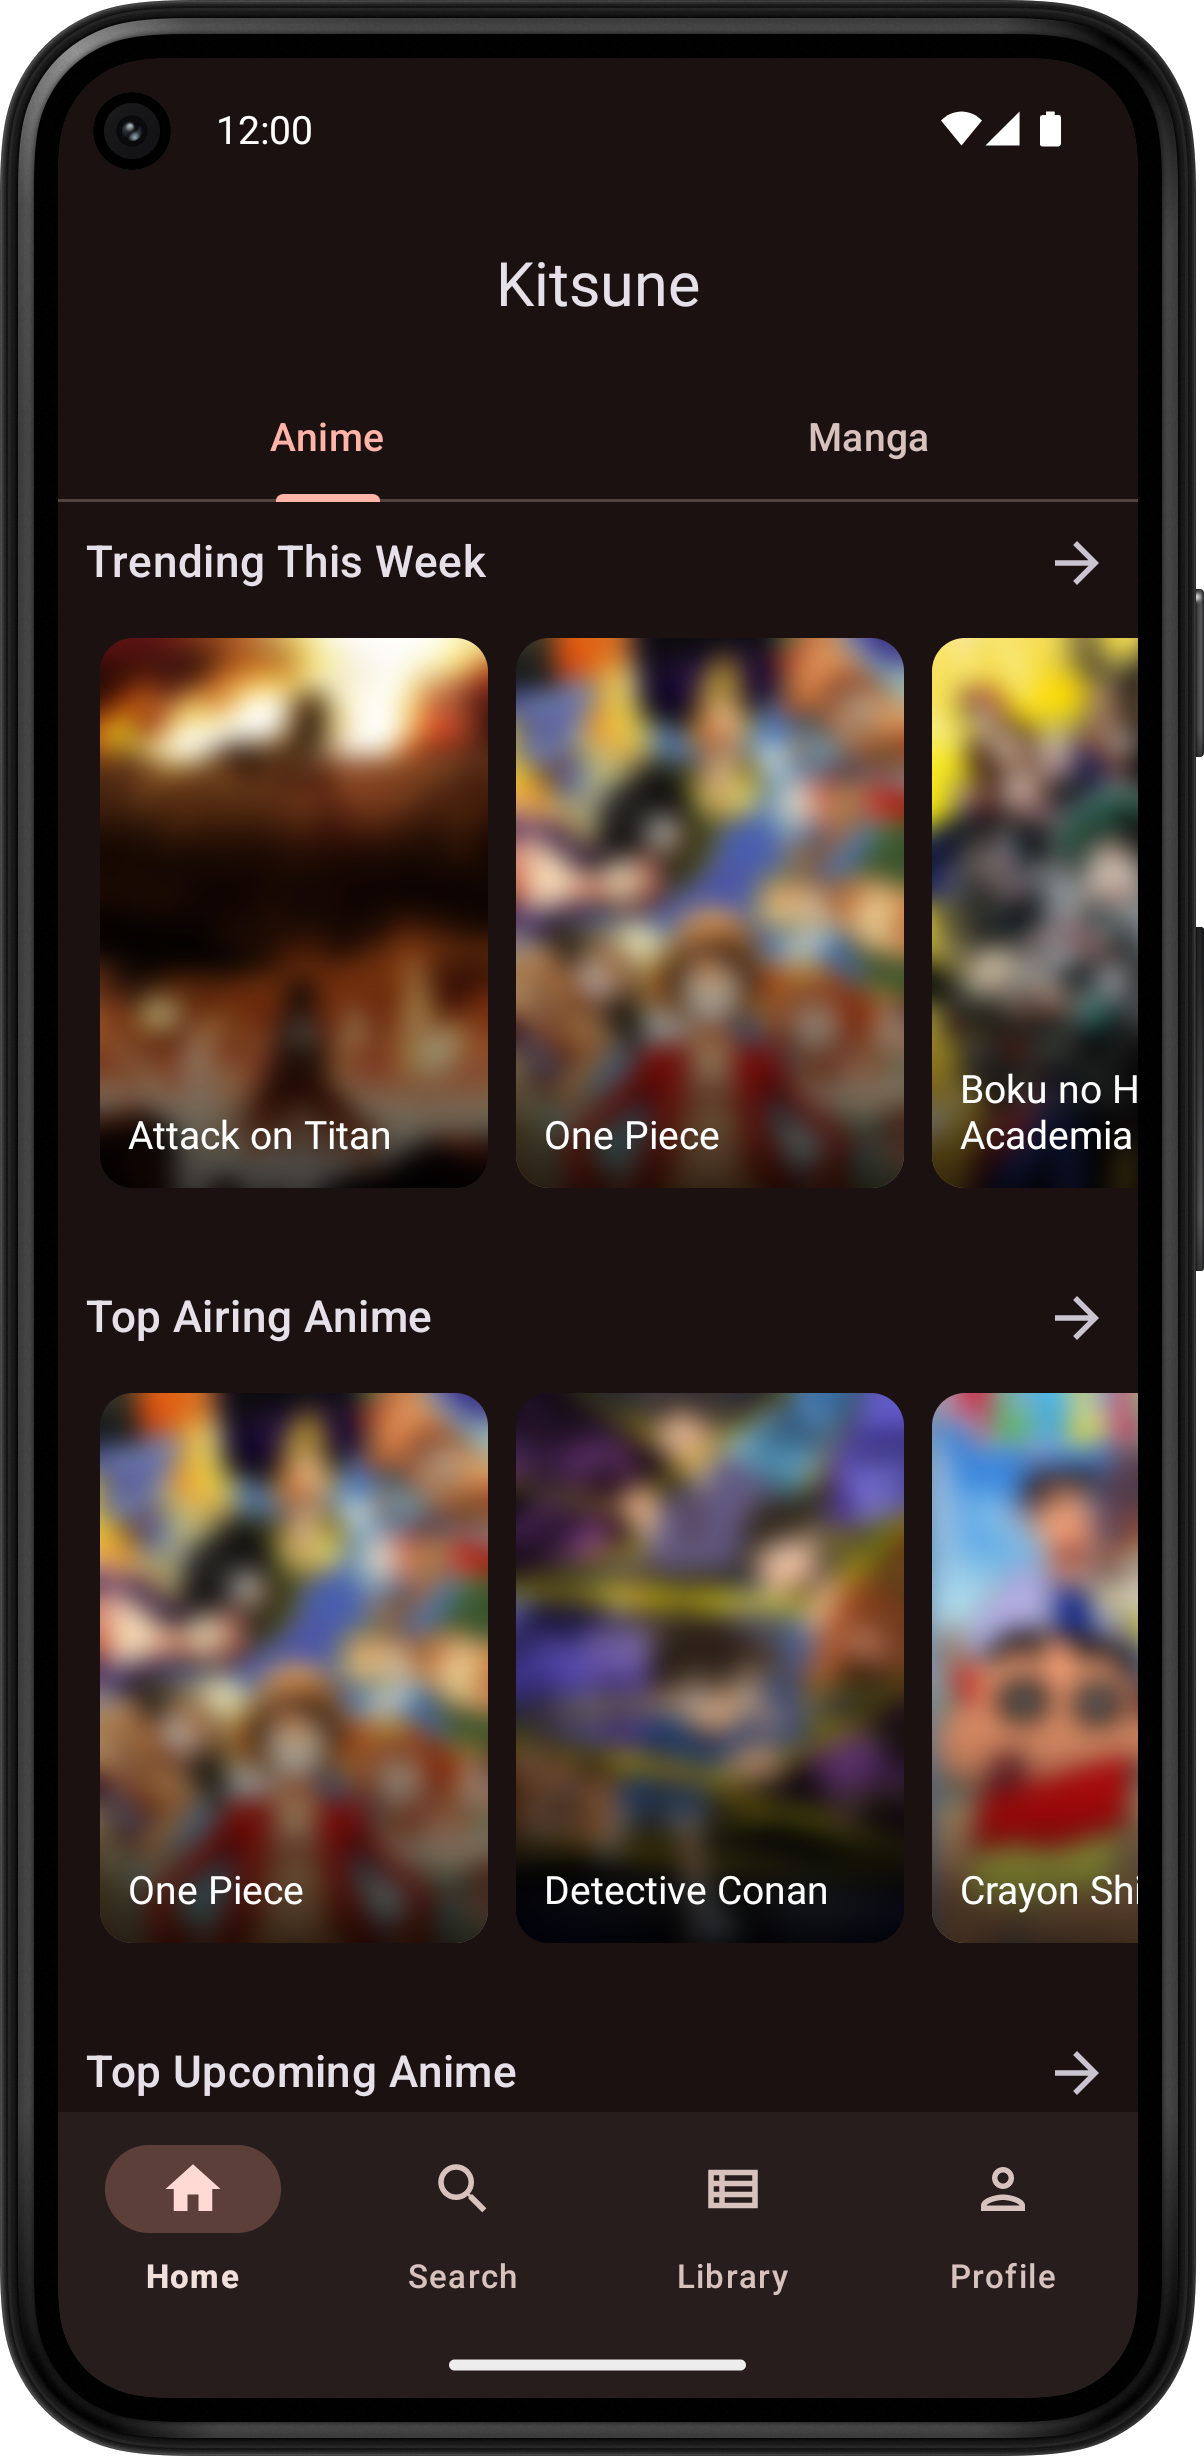 12:00
Kitsune
Anime
Manga
Trending This Week
Attack on Titan
One Piece
Boku no H
Academia
Top Airing Anime
One Piece
Detective Conan
Crayon Shi
Top Upcoming Anime
Home
Search
Library
Profile